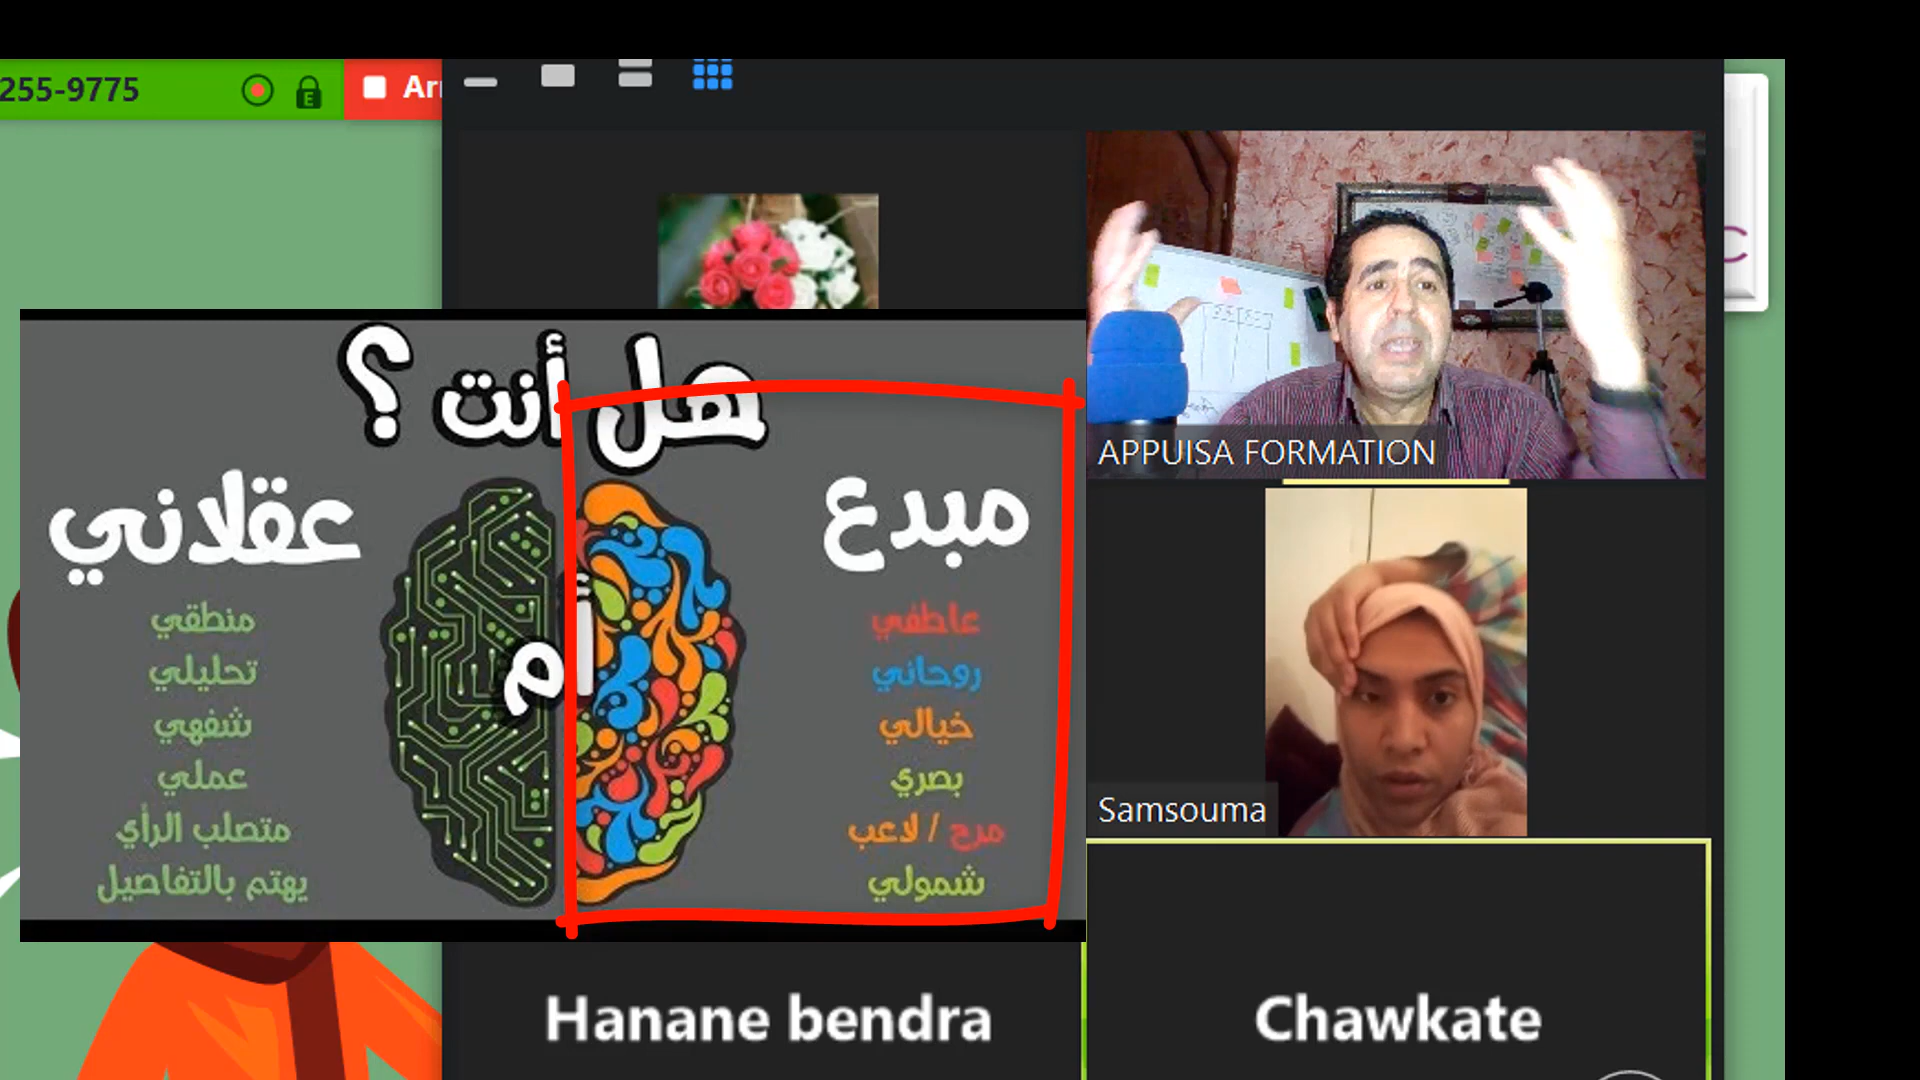 255-9775
E
Arr
APPUISA FORMATION
هل أنت ؟
مبدع
أم
عقلاني
عاطفي
روحاني
خيالي
بصري
مرح / لاعب
شمولي
منطقي
تحليلي
شفهي
عملي
متصلب الرأي
يهتم بالتفاصيل
Samsouma
Hanane bendra
Chawkate